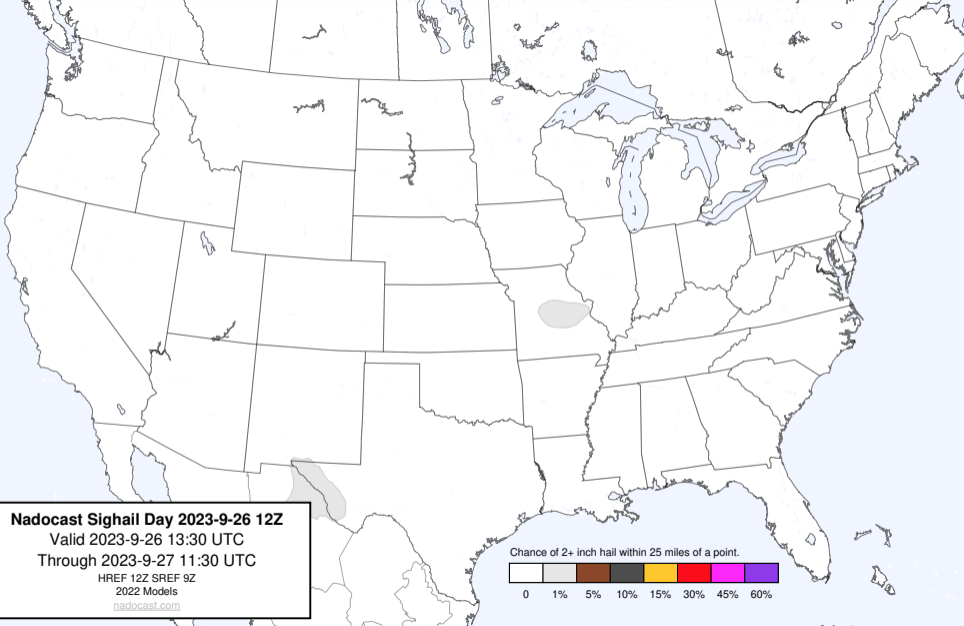 Nadocast Sighail Day 2023-9-26 12Z
Valid 2023-9-26 13:30 UTC
Through 2023-9-27 11:30 UTC
HREF 12Z SREF 9Z
2022 Models
nadocast.com
Chance of 2+ inch hail within 25 miles of a point.
0 1% 5% 10% 15% 30% 45% 60%